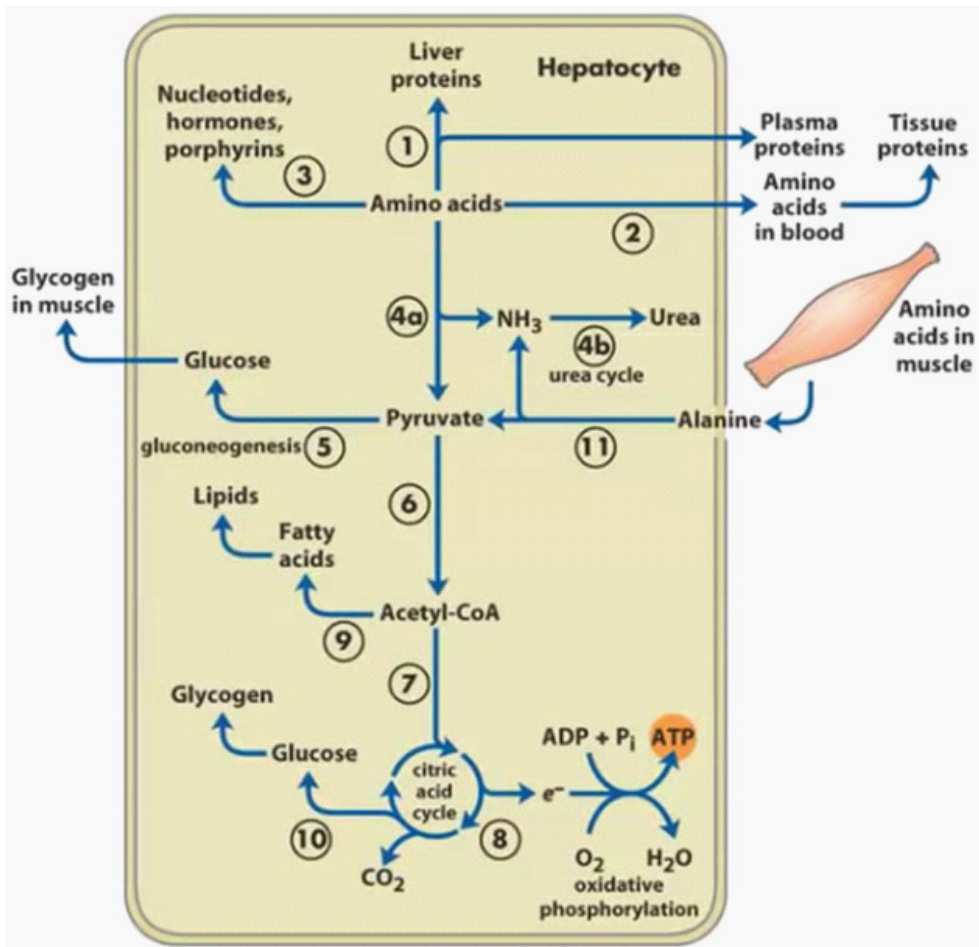 Liver
proteins
Hepatocyte
Nucleotides,
hormones,
porphyrins
1
Plasma
proteins
Tissue
proteins
3
Amino acids
2
Amino
acids
in blood
Glycogen
in muscle
4a
NH3
4b
urea cycle
Urea
Amino
acids in
muscle
Glucose
Pyruvate
Alanine
gluconeogenesis 5
11
6
Lipids
Fatty
acids
Acetyl-CoA
9
7
Glycogen
Glucose
citric
acid
cycle
ADP + Pi ATP
e−
10
8
CO2
O2 H2O
oxidative
phosphorylation